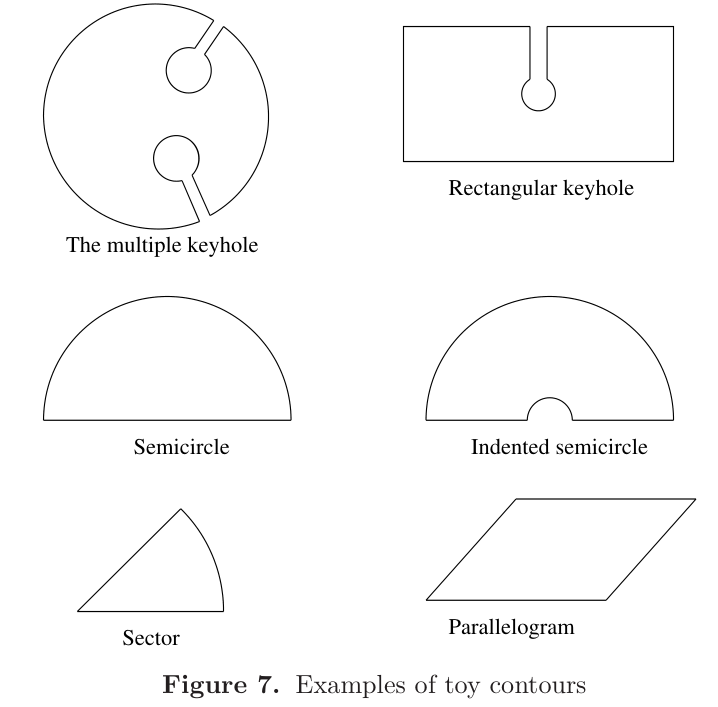 The multiple keyhole
Rectangular keyhole
Semicircle
Indented semicircle
Sector
Parallelogram
Figure 7. Examples of toy contours